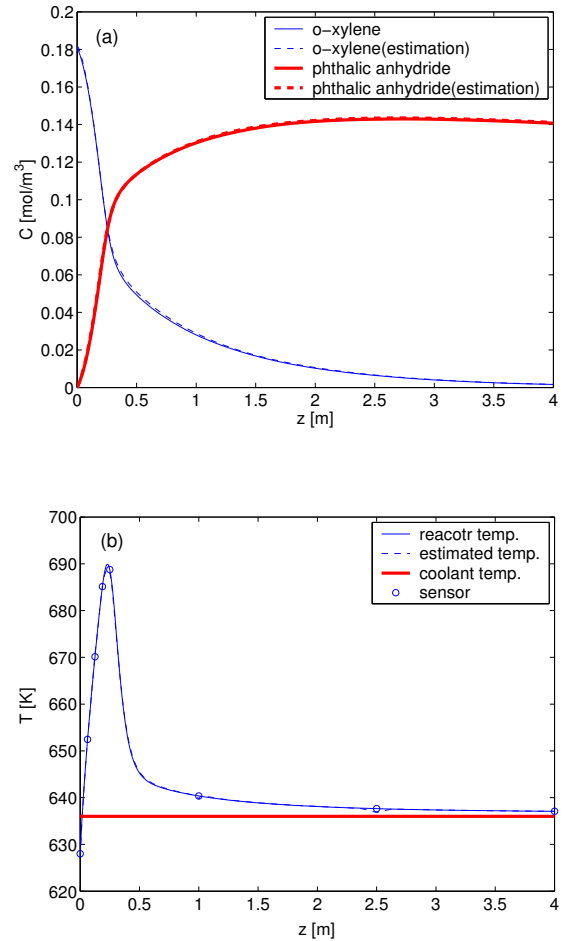 (a)
o-xylene
o-xylene(estimation)
phthalic anhydride
phthalic anhydride(estimation)
C [mol/m³]
0.2
0.18
0.16
0.14
0.12
0.1
0.08
0.06
0.04
0.02
0
0 0.5 1 1.5 2 2.5 3 3.5 4
z [m]
(b)
reacotr temp.
estimated temp.
coolant temp.
sensor
T [K]
700
690
680
670
660
650
640
630
620
0 0.5 1 1.5 2 2.5 3 3.5 4
z [m]